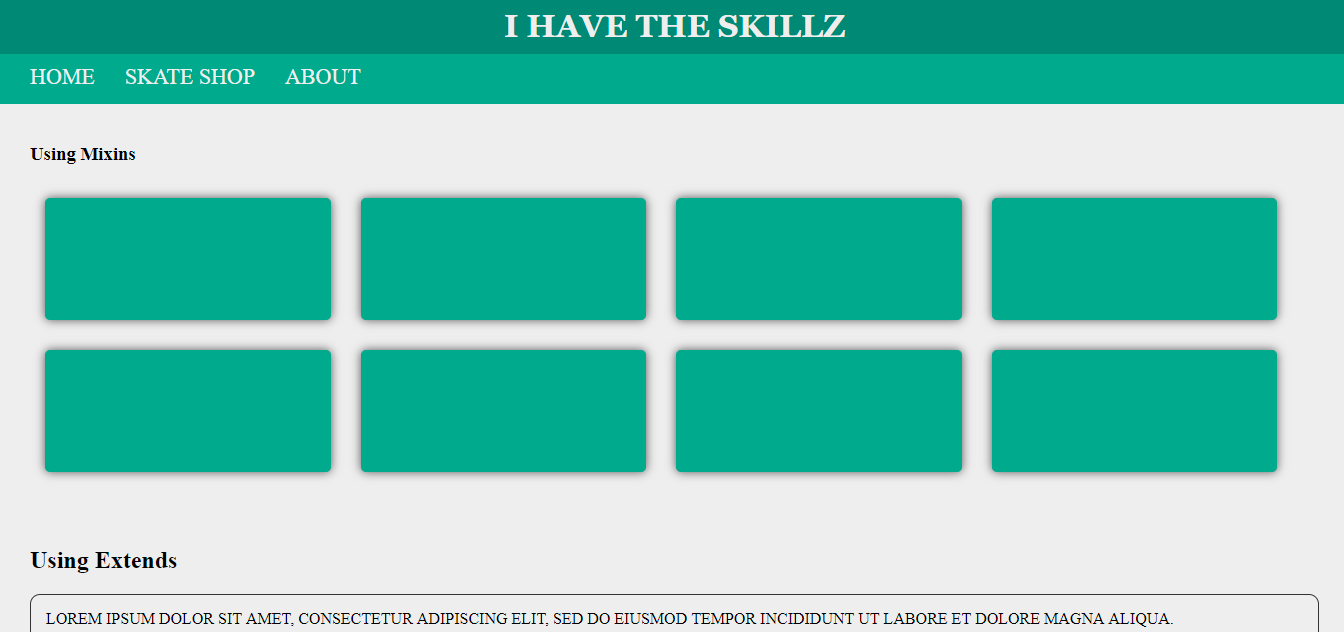 I HAVE THE SKILLZ
HOME SKATE SHOP ABOUT
Using Mixins
Using Extends
LOREM IPSUM DOLOR SIT AMET, CONSECTETUR ADIPISCING ELIT, SED DO EIUSMOD TEMPOR INCIDIDUNT UT LABORE ET DOLORE MAGNA ALIQUA.